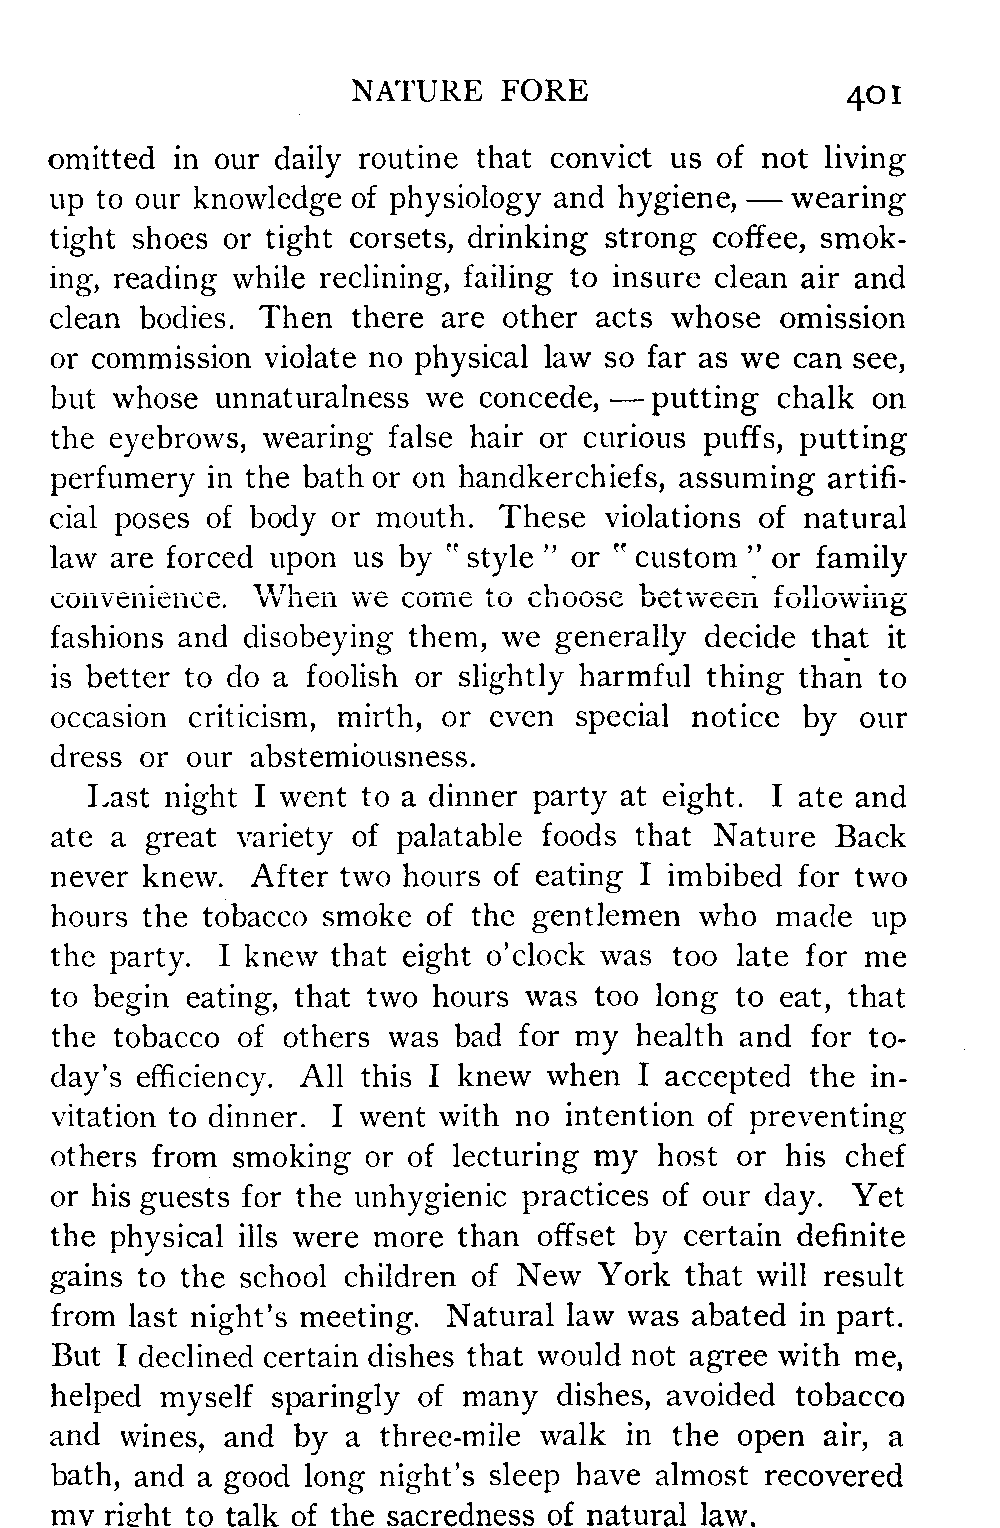 NATURE FORE 401
omitted in our daily routine that convict us of not living
up to our knowledge of physiology and hygiene, — wearing
tight shoes or tight corsets, drinking strong coffee, smok-
ing, reading while reclining, failing to insure clean air and
clean bodies. Then there are other acts whose omission
or commission violate no physical law so far as we can see,
but whose unnaturalness we concede, — putting chalk on
the eyebrows, wearing false hair or curious puffs, putting
perfumery in the bath or on handkerchiefs, assuming artifi-
cial poses of body or mouth. These violations of natural
law are forced upon us by "style" or "custom" or family
convenience. When we come to choose between following
fashions and disobeying them, we generally decide that it
is better to do a foolish or slightly harmful thing than to
occasion criticism, mirth, or even special notice by our
dress or our abstemiousness.
Last night I went to a dinner party at eight. I ate and
ate a great variety of palatable foods that Nature Back
never knew. After two hours of eating I imbibed for two
hours the tobacco smoke of the gentlemen who made up
the party. I knew that eight o'clock was too late for me
to begin eating, that two hours was too long to eat, that
the tobacco of others was bad for my health and for to-
day's efficiency. All this I knew when I accepted the in-
vitation to dinner. I went with no intention of preventing
others from smoking or of lecturing my host or his chef
or his guests for the unhygienic practices of our day. Yet
the physical ills were more than offset by certain definite
gains to the school children of New York that will result
from last night's meeting. Natural law was abated in part.
But I declined certain dishes that would not agree with me,
helped myself sparingly of many dishes, avoided tobacco
and wines, and by a three-mile walk in the open air, a
bath, and a good long night's sleep have almost recovered
my right to talk of the sacredness of natural law.